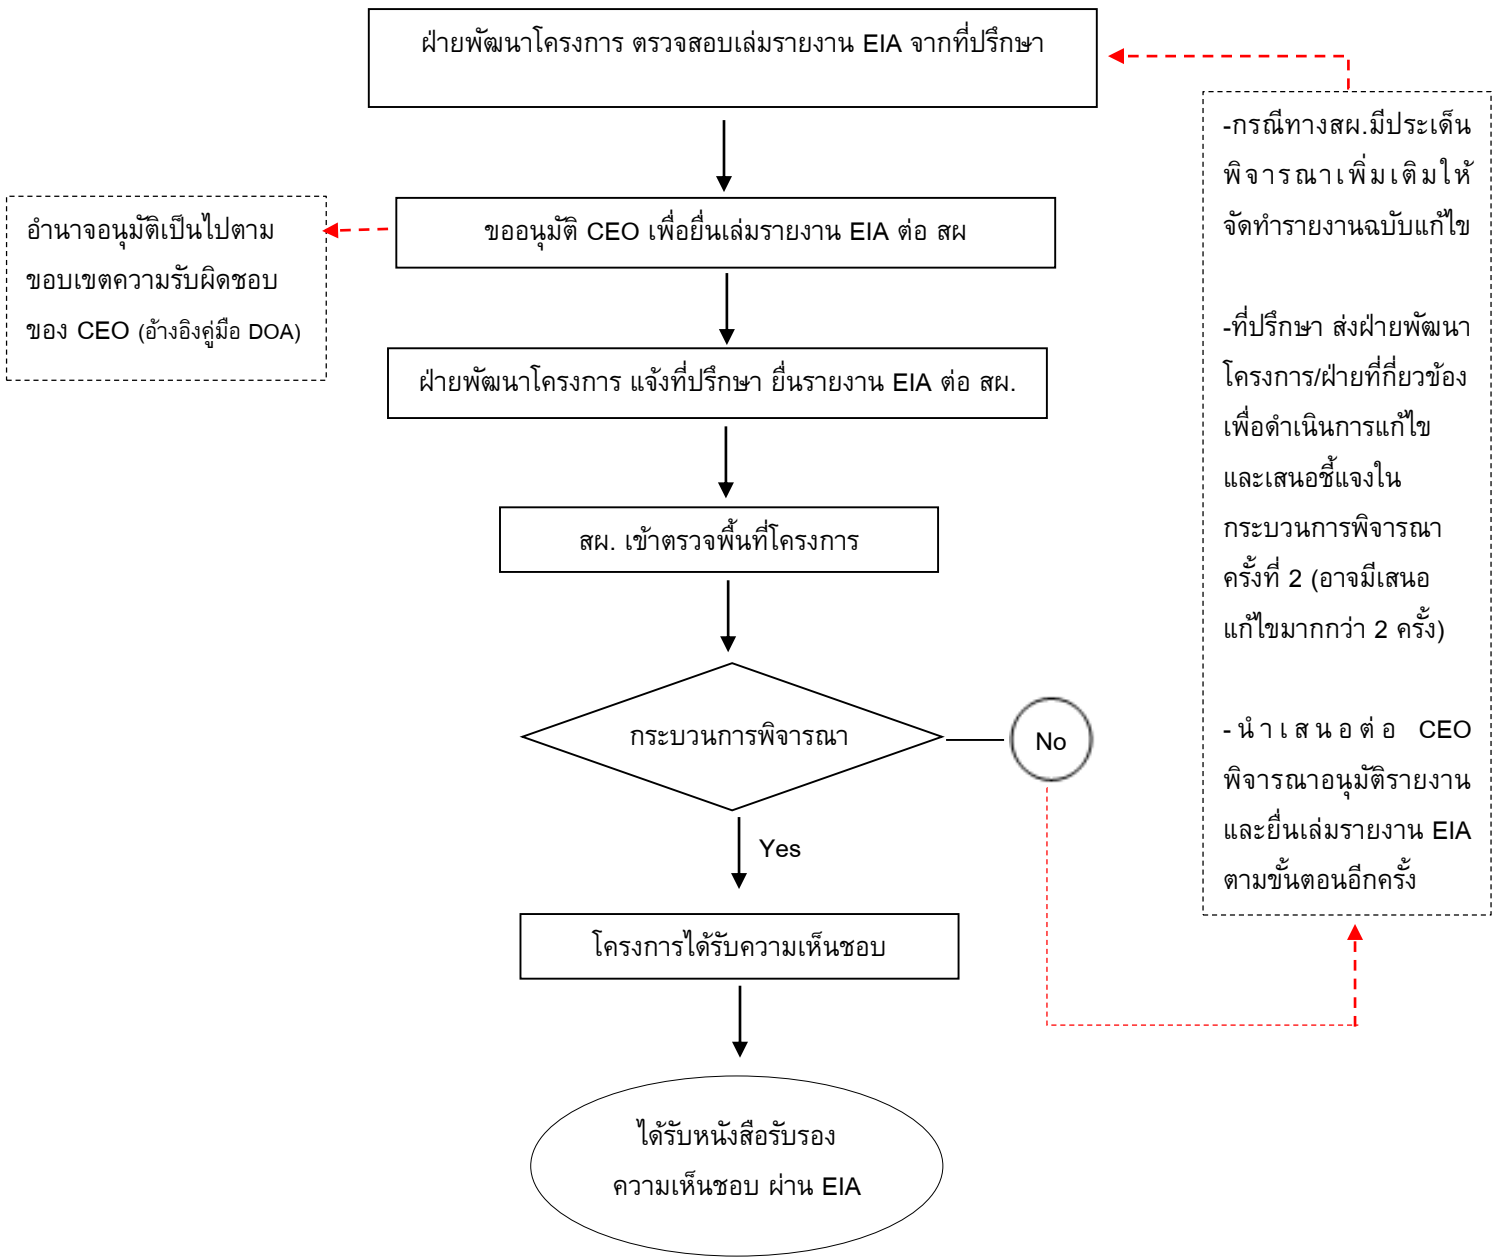 ฝ่ายพัฒนาโครงการ ตรวจสอบเล่มรายงาน EIA จากที่ปรึกษา
ขออนุมัติ CEO เพื่อยื่นเล่มรายงาน EIA ต่อ สผ
อำนาจอนุมัติเป็นไปตาม
ขอบเขตความรับผิดชอบ
ของ CEO (อ้างอิงคู่มือ DOA)
ฝ่ายพัฒนาโครงการ แจ้งที่ปรึกษา ยื่นรายงาน EIA ต่อ สผ.
สผ. เข้าตรวจพื้นที่โครงการ
กระบวนการพิจารณา
No
Yes
โครงการได้รับความเห็นชอบ
ได้รับหนังสือรับรอง
ความเห็นชอบ ผ่าน EIA
-กรณีทางสผ.มีประเด็น
พิจารณาเพิ่มเติมให้
จัดทำรายงานฉบับแก้ไข
-ที่ปรึกษา ส่งฝ่ายพัฒนา
โครงการ/ฝ่ายที่กี่ยวข้อง
เพื่อดำเนินการแก้ไข
และเสนอชี้แจงใน
กระบวนการพิจารณา
ครั้งที่ 2 (อาจมีเสนอ
แก้ไขมากกว่า 2 ครั้ง)
-นำเสนอต่อ CEO
พิจารณาอนุมัติรายงาน
และยื่นเล่มรายงาน EIA
ตามขั้นตอนอีกครั้ง